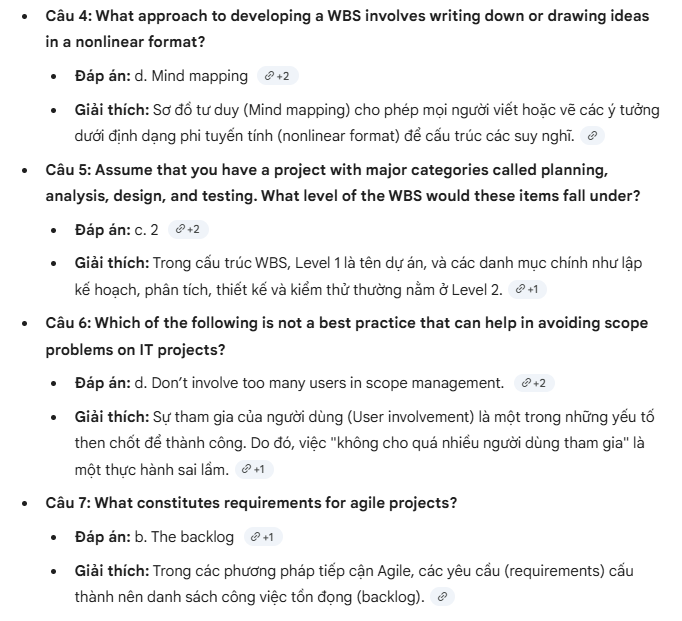 Câu 4: What approach to developing a WBS involves writing down or drawing ideas
in a nonlinear format?
Đáp án: d. Mind mapping +2
Giải thích: Sơ đồ tư duy (Mind mapping) cho phép mọi người viết hoặc vẽ các ý tưởng
dưới định dạng phi tuyến tính (nonlinear format) để cấu trúc các suy nghĩ.
Câu 5: Assume that you have a project with major categories called planning,
analysis, design, and testing. What level of the WBS would these items fall under?
Đáp án: c. 2 +2
Giải thích: Trong cấu trúc WBS, Level 1 là tên dự án, và các danh mục chính như lập
kế hoạch, phân tích, thiết kế và kiểm thử thường nằm ở Level 2. +1
Câu 6: Which of the following is not a best practice that can help in avoiding scope
problems on IT projects?
Đáp án: d. Don’t involve too many users in scope management. +2
Giải thích: Sự tham gia của người dùng (User involvement) là một trong những yếu tố
then chốt để thành công. Do đó, việc "không cho quá nhiều người dùng tham gia" là
một thực hành sai lầm. +1
Câu 7: What constitutes requirements for agile projects?
Đáp án: b. The backlog +1
Giải thích: Trong các phương pháp tiếp cận Agile, các yêu cầu (requirements) cấu
thành nên danh sách công việc tồn đọng (backlog).